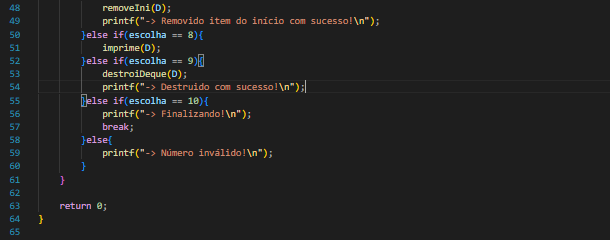 48 removeIni(D);
49 printf("-> Removido item do início com sucesso!\n");
50 }else if(escolha == 8){
51 imprime(D);
52 }else if(escolha == 9){
53 destroiDeque(D);
54 printf("-> Destruido com sucesso!\n");
55 }else if(escolha == 10){
56 printf("-> Finalizando!\n");
57 break;
58 }else{
59 printf("-> Número inválido!\n");
60 }
61 }
62
63 return 0;
64 }
65